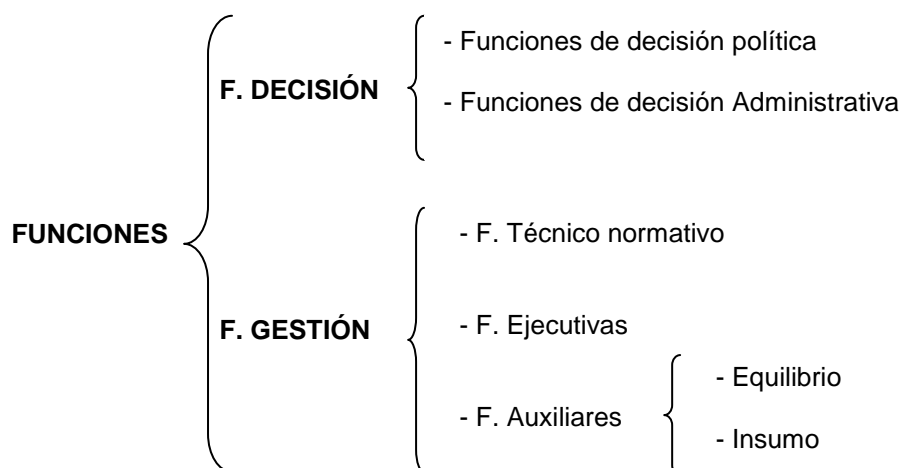 - Funciones de decisión política
F. DECISIÓN
- Funciones de decisión Administrativa
FUNCIONES
- F. Técnico normativo
F. GESTIÓN
- F. Ejecutivas
- Equilibrio
- F. Auxiliares
- Insumo